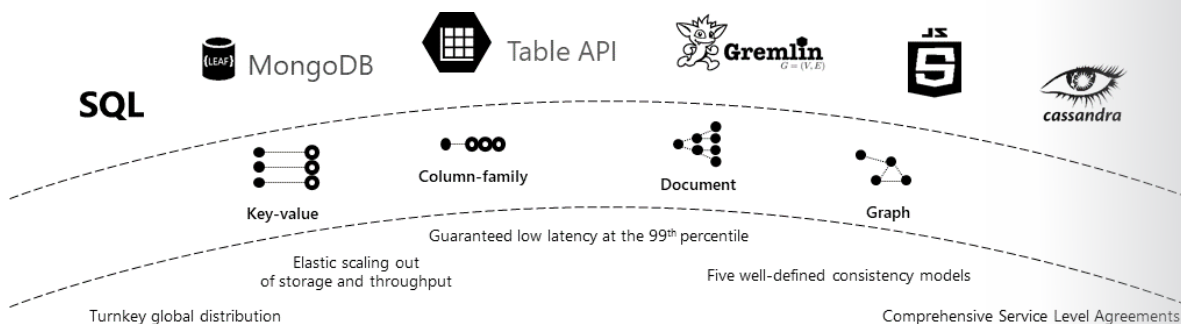 SQL
{LEAF}
MongoDB
Table API
Gremlin
G = (V, E)
JS
5
cassandra
Key-value
Column-family
Document
Graph
Guaranteed low latency at the 99th percentile
Elastic scaling out
of storage and throughput
Five well-defined consistency models
Turnkey global distribution
Comprehensive Service Level Agreements